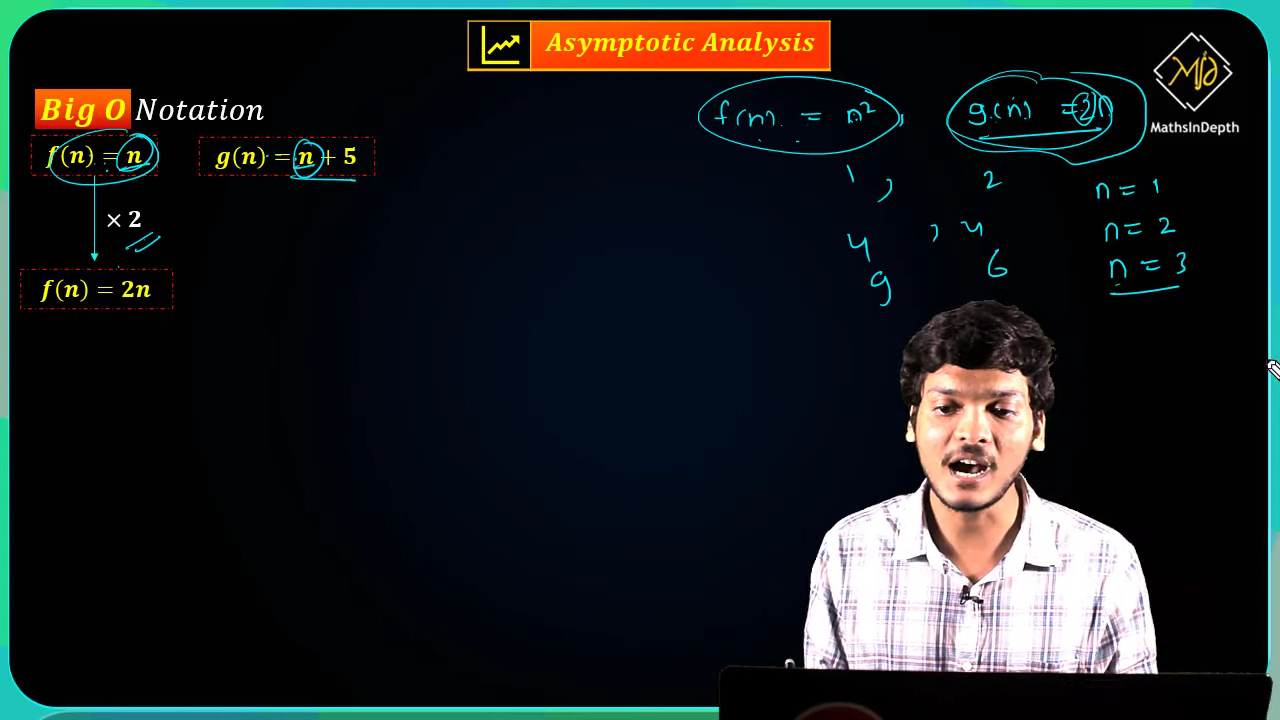 Asymptotic Analysis
MJD
MathsInDepth
Big O Notation
f(n) = n
g(n) = n + 5
× 2
f(n) = 2n
f(n) = n²,
g(n) = 2n
1, 2 n = 1
4, 4 n = 2
9 6 n = 3